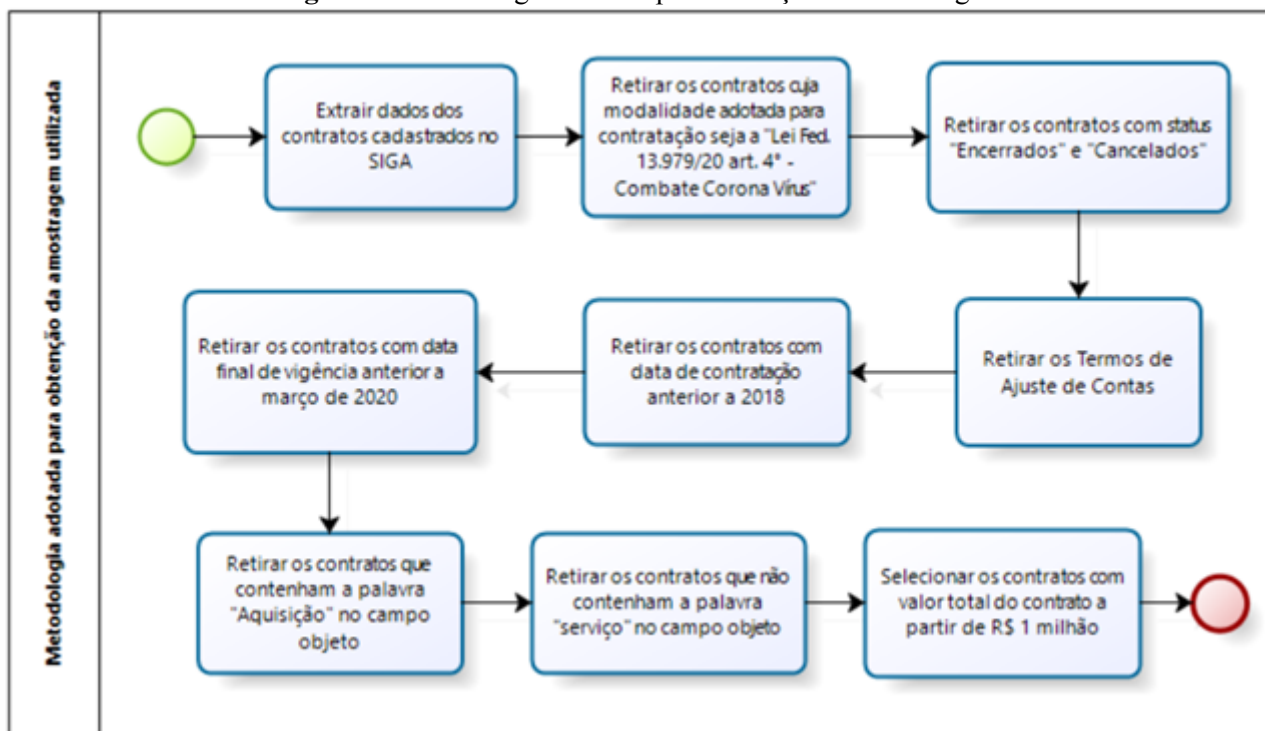 Metodologia adotada para obtenção da amostragem utilizada
Extrair dados dos
contratos cadastrados no
SIGA
Retirar os contratos cuja
modalidade adotada para
contratação seja a "Lei Fed.
13.979/20 art. 4° -
Combate Corona Vírus"
Retirar os contratos com status
"Encerrados" e "Cancelados"
Retirar os Termos de
Ajuste de Contas
Retirar os contratos com
data de contratação
anterior a 2018
Retirar os contratos com data
final de vigência anterior a
março de 2020
Retirar os contratos que
contenham a palavra
"Aquisição" no campo
objeto
Retirar os contratos que não
contenham a palavra
"serviço" no campo objeto
Selecionar os contratos com
valor total do contrato a
partir de R$ 1 milhão